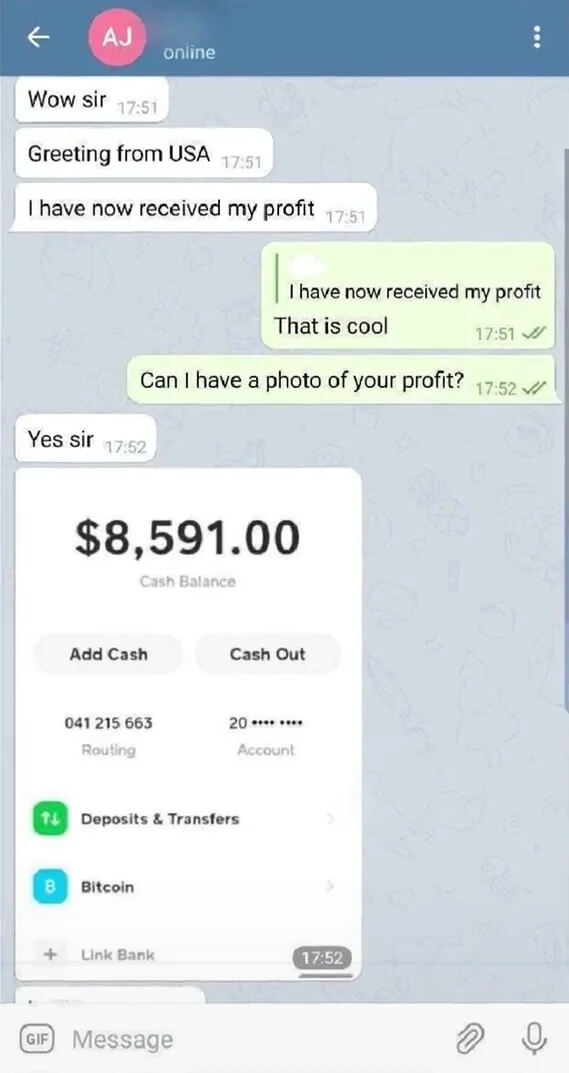 AJ
online
Wow sir 17:51
Greeting from USA 17:51
I have now received my profit 17:51
I have now received my profit
That is cool 17:51
Can I have a photo of your profit? 17:52
Yes sir 17:52
$8,591.00
Cash Balance
Add Cash Cash Out
041 215 663 20 •••• ••••
Routing Account
Deposits & Transfers
B Bitcoin
+ Link Bank 17:52
GIF Message